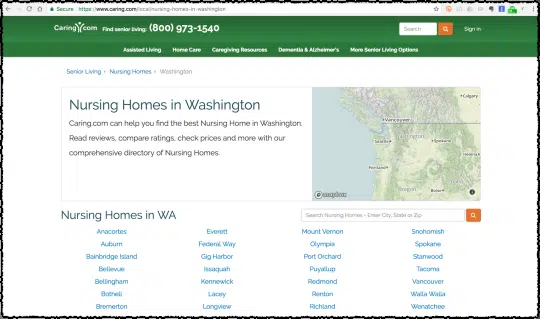 Secure https://www.caring.com/local/nursing-homes-in-washington
Caring.com Find senior living: (800) 973-1540
Search
Sign in
Assisted Living Home Care Caregiving Resources Dementia & Alzheimer's More Senior Living Options
Senior Living Nursing Homes Washington
Nursing Homes in Washington
Caring.com can help you find the best Nursing Home in Washington.
Read reviews, compare ratings, check prices and more with our
comprehensive directory of Nursing Homes.
Calgary
Vancouver
Seattle
Spokane
Washington
Helena
Portland
Oregon
Boise
mapbox
Nursing Homes in WA
Search Nursing Homes - Enter City, State or Zip
Anacortes Everett Mount Vernon Snohomish
Auburn Federal Way Olympia Spokane
Bainbridge Island Gig Harbor Port Orchard Stanwood
Bellevue Issaquah Puyallup Tacoma
Bellingham Kennewick Redmond Vancouver
Bothell Lacey Renton Walla Walla
Bremerton Longview Richland Wenatchee